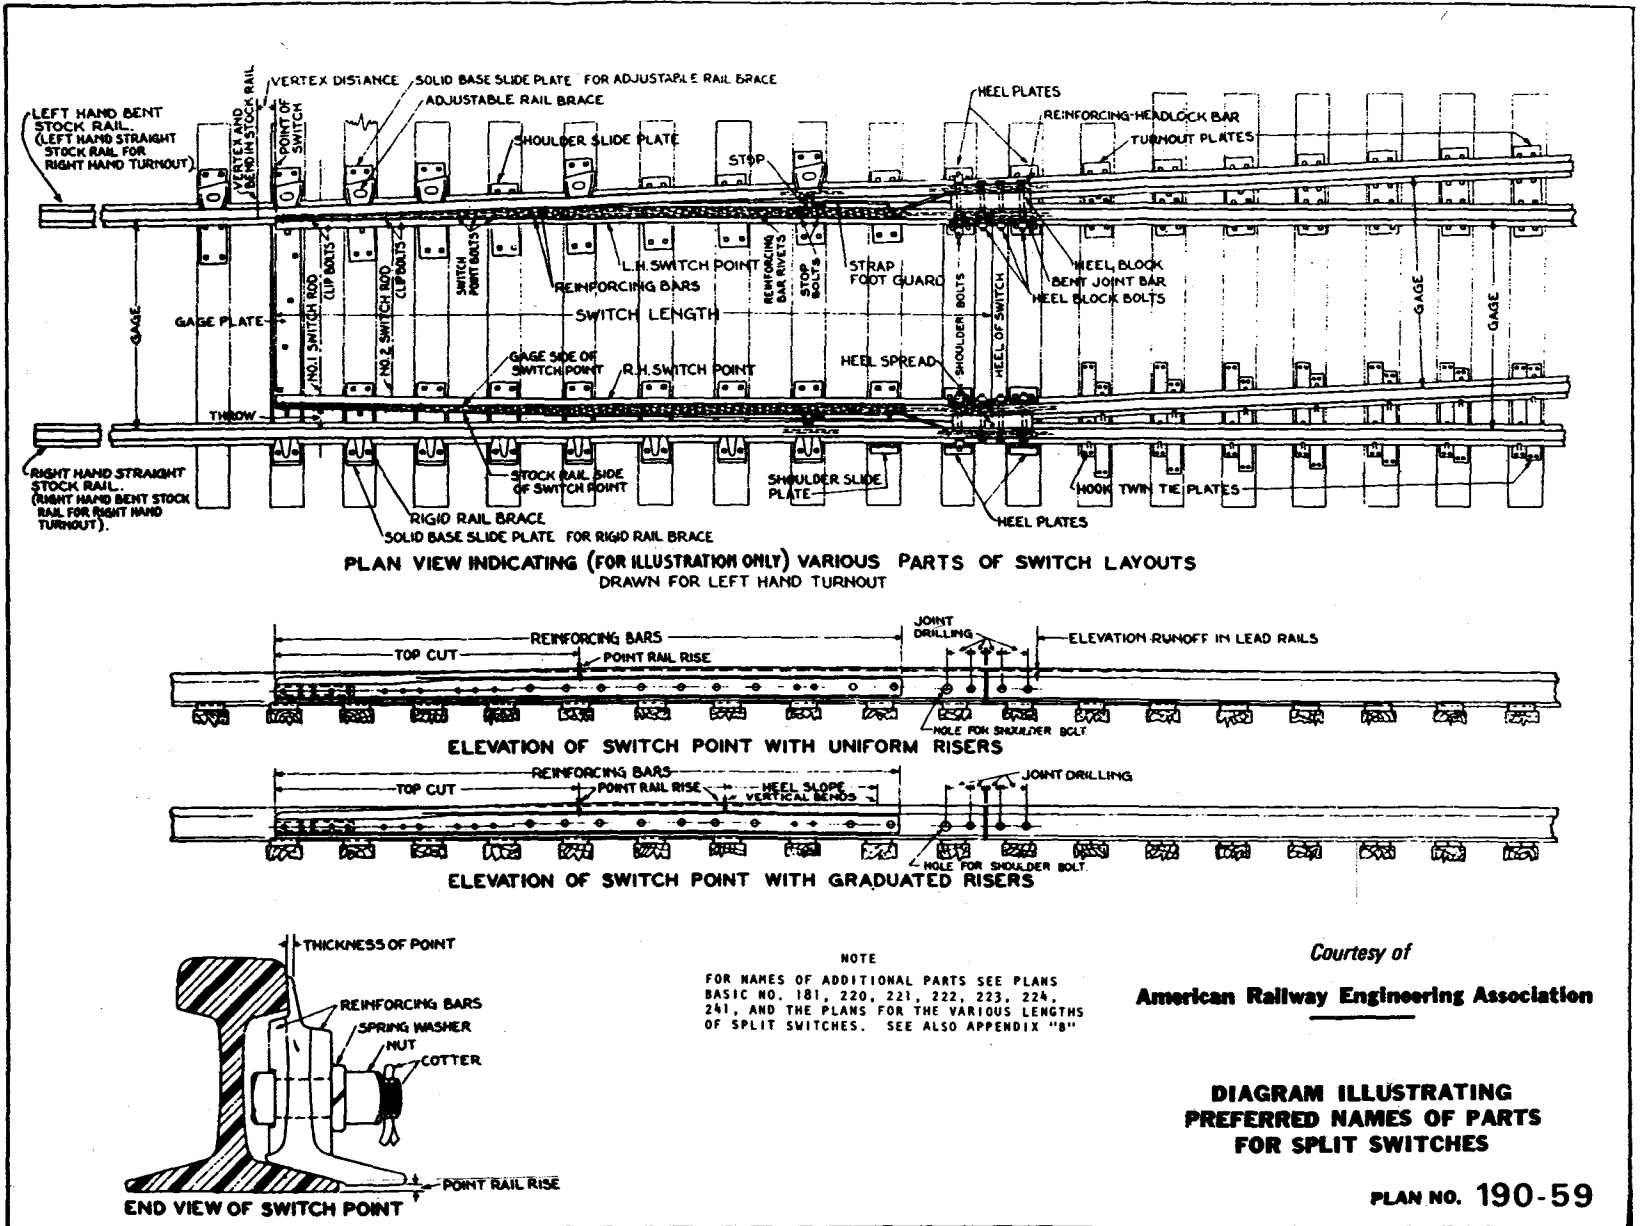 VERTEX DISTANCE
SOLID BASE SLIDE PLATE FOR ADJUSTABLE RAIL BRACE
ADJUSTABLE RAIL BRACE
LEFT HAND BENT
STOCK RAIL.
(LEFT HAND STRAIGHT
STOCK RAIL FOR
RIGHT HAND TURNOUT)
VERTEX AND
BEND IN STOCK RAIL
POINT OF
SWITCH
SHOULDER SLIDE PLATE
STOP
HEEL PLATES
REINFORCING-HEADLOCK BAR
TURNOUT PLATES
GAGE
GAGE PLATE
NO.1 SWITCH ROD
CLIP BOLTS
NO.2 SWITCH ROD
CLIP BOLTS
SWITCH
POINT BOLTS
L.H. SWITCH POINT
REINFORCING BARS
REINFORCING
BAR RIVETS
STOP
BOLTS
STRAP
FOOT GUARD
SHOULDER BOLTS
HEEL OF SWITCH
HEEL BLOCK
BENT JOINT BAR
HEEL BLOCK BOLTS
GAGE
GAGE
SWITCH LENGTH
GAGE SIDE OF
SWITCH POINT
R.H. SWITCH POINT
HEEL SPREAD
THROW
RIGHT HAND STRAIGHT
STOCK RAIL.
(RIGHT HAND BENT STOCK
RAIL FOR RIGHT HAND
TURNOUT).
STOCK RAIL SIDE
OF SWITCH POINT
SHOULDER SLIDE
PLATE
HOOK TWIN TIE PLATES
RIGID RAIL BRACE
HEEL PLATES
SOLID BASE SLIDE PLATE FOR RIGID RAIL BRACE
PLAN VIEW INDICATING (FOR ILLUSTRATION ONLY) VARIOUS PARTS OF SWITCH LAYOUTS
DRAWN FOR LEFT HAND TURNOUT
REINFORCING BARS
JOINT
DRILLING
ELEVATION RUNOFF IN LEAD RAILS
TOP CUT
POINT RAIL RISE
HOLE FOR SHOULDER BOLT
ELEVATION OF SWITCH POINT WITH UNIFORM RISERS
REINFORCING BARS
JOINT DRILLING
TOP CUT
POINT RAIL RISE
HEEL SLOPE
VERTICAL BENDS
HOLE FOR SHOULDER BOLT.
ELEVATION OF SWITCH POINT WITH GRADUATED RISERS
THICKNESS OF POINT
REINFORCING BARS
SPRING WASHER
NUT
COTTER
POINT RAIL RISE
END VIEW OF SWITCH POINT
NOTE
FOR NAMES OF ADDITIONAL PARTS SEE PLANS
BASIC NO. 181, 220, 221, 222, 223, 224,
241, AND THE PLANS FOR THE VARIOUS LENGTHS
OF SPLIT SWITCHES. SEE ALSO APPENDIX "B"
Courtesy of
American Railway Engineering Association
DIAGRAM ILLUSTRATING
PREFERRED NAMES OF PARTS
FOR SPLIT SWITCHES
PLAN NO. 190-59